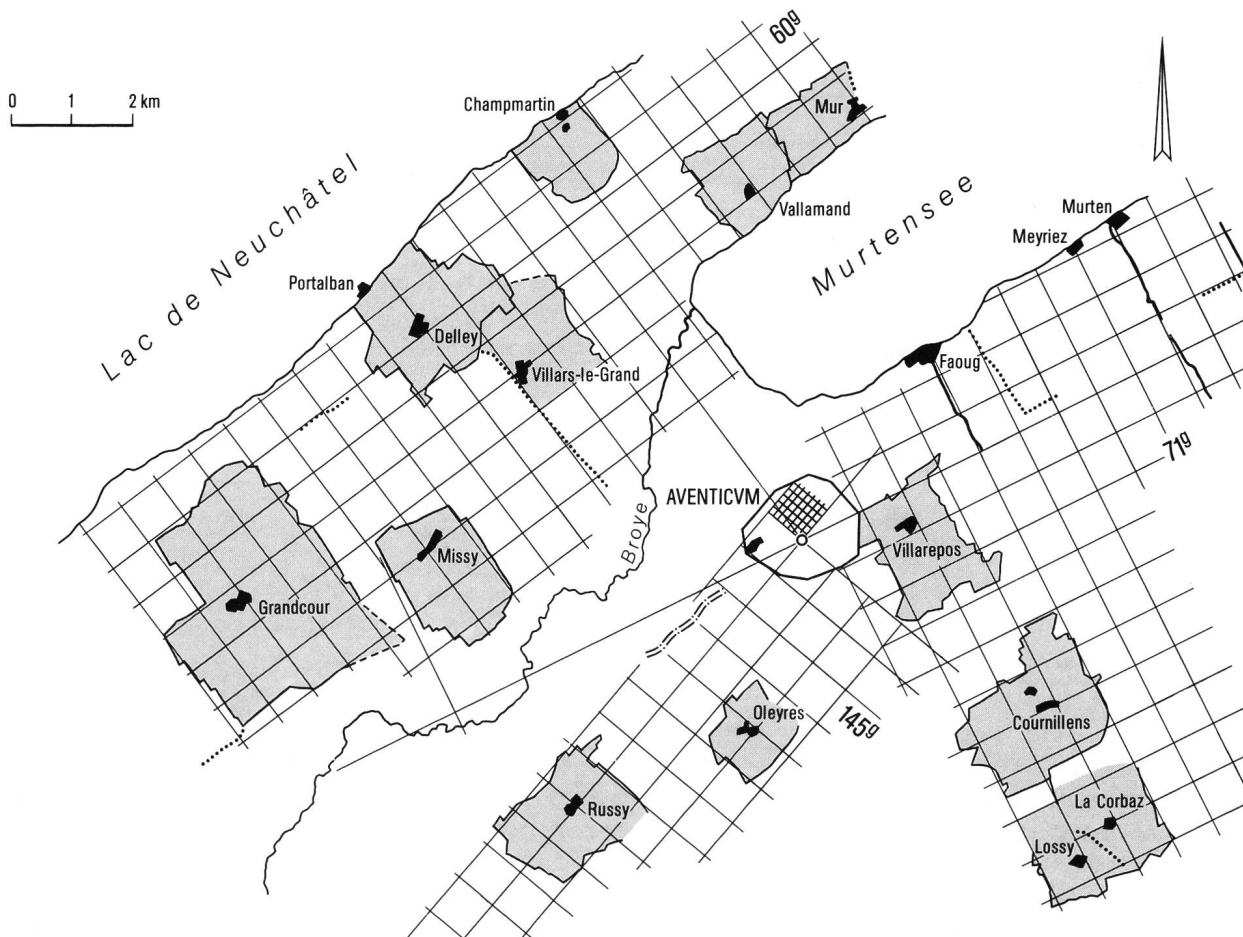 60g
0 1 2 km
Champmartin
Mur
Lac de Neuchâtel
Vallamand
Murten
Meyriez
Murtensee
Portalban
Delley
Villars-le-Grand
Faoug
71g
AVENTICVM
Broye
Villarepos
Missy
Grandcour
Oleyres
145g
Cournillens
Russy
La Corbaz
Lossy